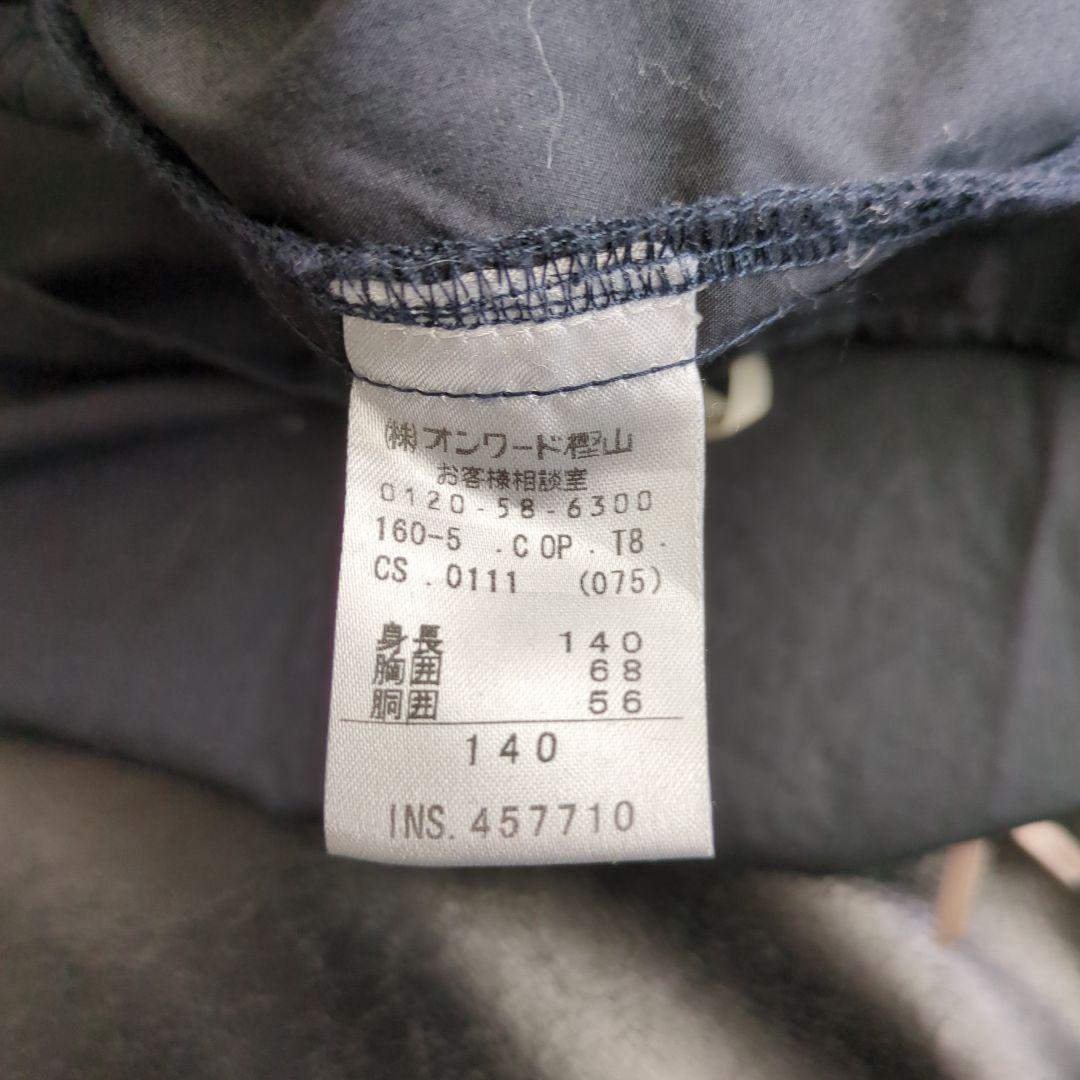 (株)オンワード樫山
お客様相談室
0120-58-6300
160-5 .COP.T8.
CS.0111 (075)
身長 140
胸囲 68
胴囲 56
140
INS.457710